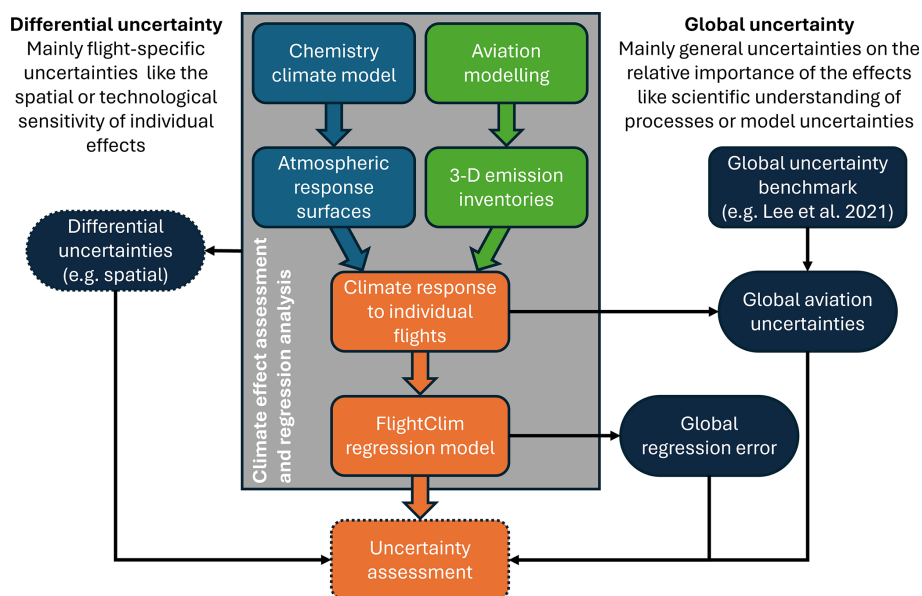 Differential uncertainty
Mainly flight-specific
uncertainties like the
spatial or technological
sensitivity of individual
effects
Chemistry
climate model
Aviation
modelling
Global uncertainty
Mainly general uncertainties on the
relative importance of the effects
like scientific understanding of
processes or model uncertainties
Atmospheric
response
surfaces
3-D emission
inventories
Global uncertainty
benchmark
(e.g. Lee et al. 2021)
Differential
uncertainties
(e.g. spatial)
Climate response
to individual
flights
Global aviation
uncertainties
Climate effect assessment
and regression analysis
FlightClim
regression model
Global
regression error
Uncertainty
assessment